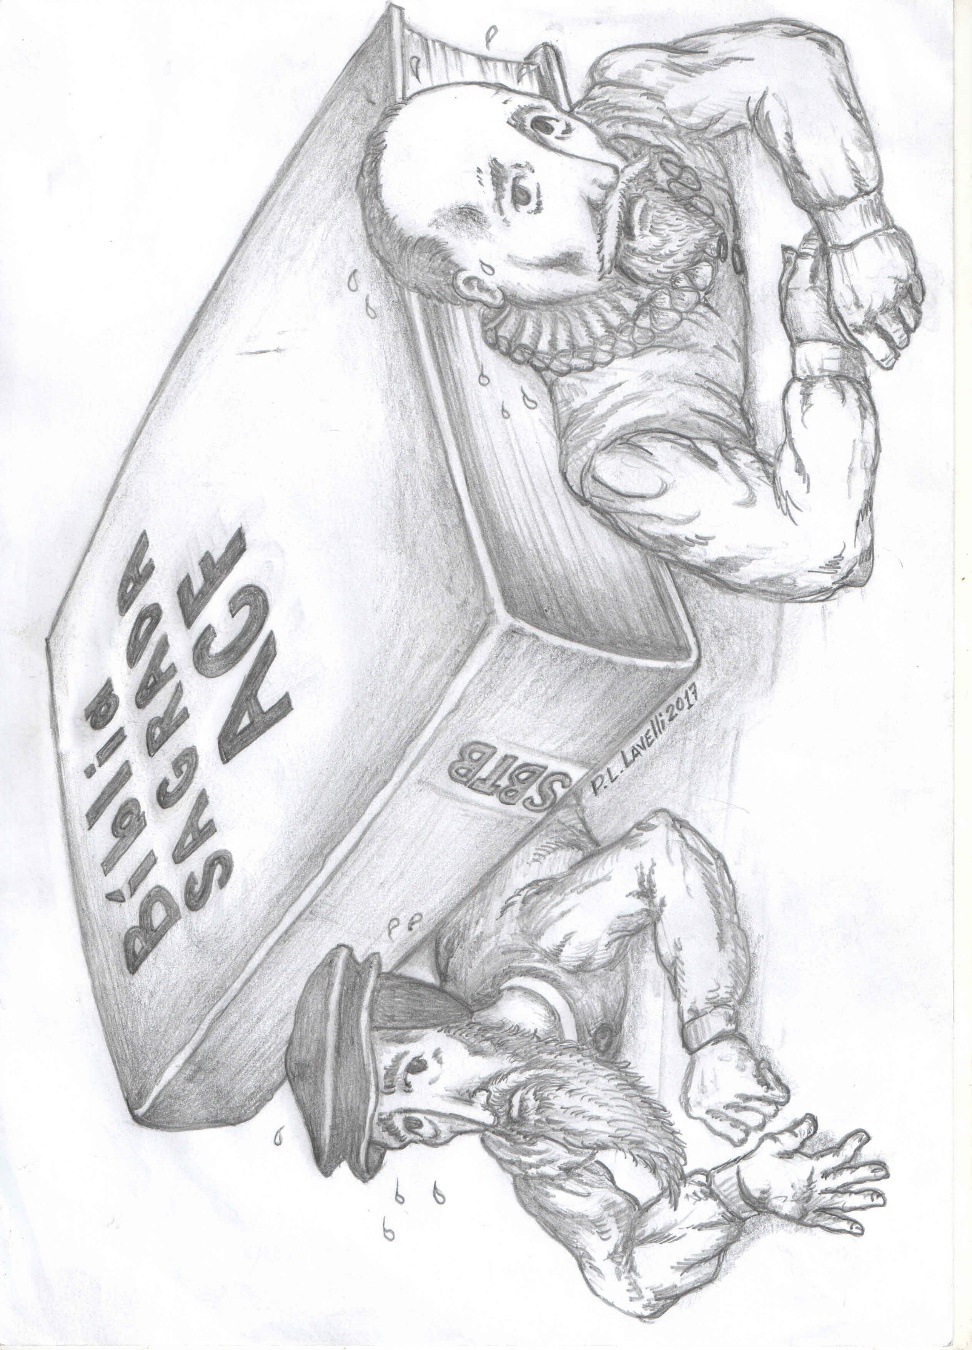 Bíblia
SAGRADA
ACF
SBTB
P.L. LAVElli 2017